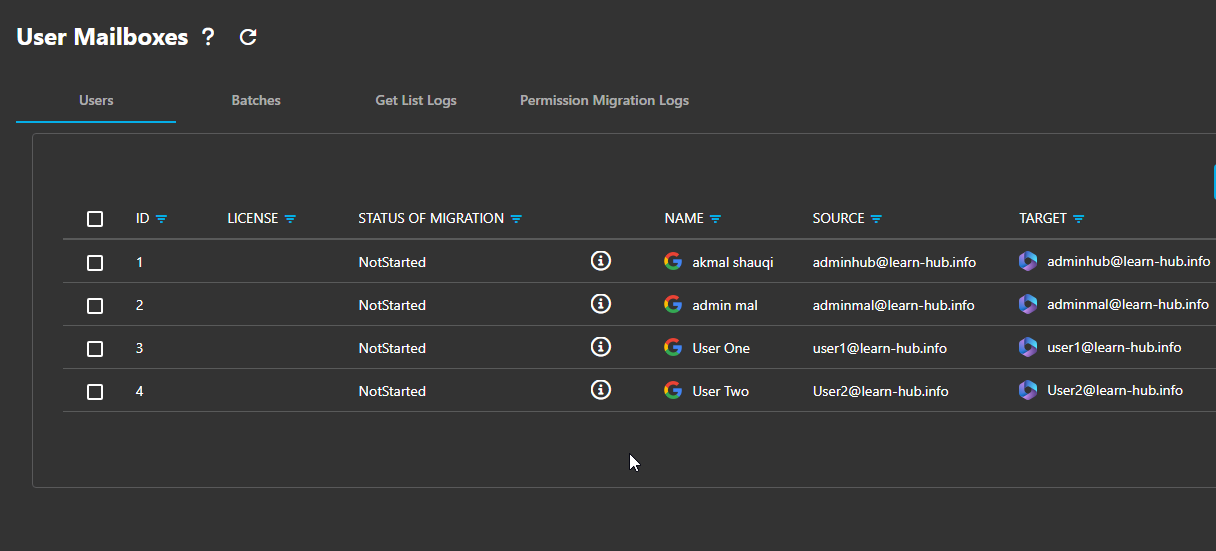 User Mailboxes ?
Users Batches Get List Logs Permission Migration Logs
ID LICENSE STATUS OF MIGRATION NAME SOURCE TARGET
1 NotStarted akmal shauqi adminhub@learn-hub.info adminhub@learn-hub.info
2 NotStarted admin mal adminmal@learn-hub.info adminmal@learn-hub.info
3 NotStarted User One user1@learn-hub.info user1@learn-hub.info
4 NotStarted User Two User2@learn-hub.info User2@learn-hub.info